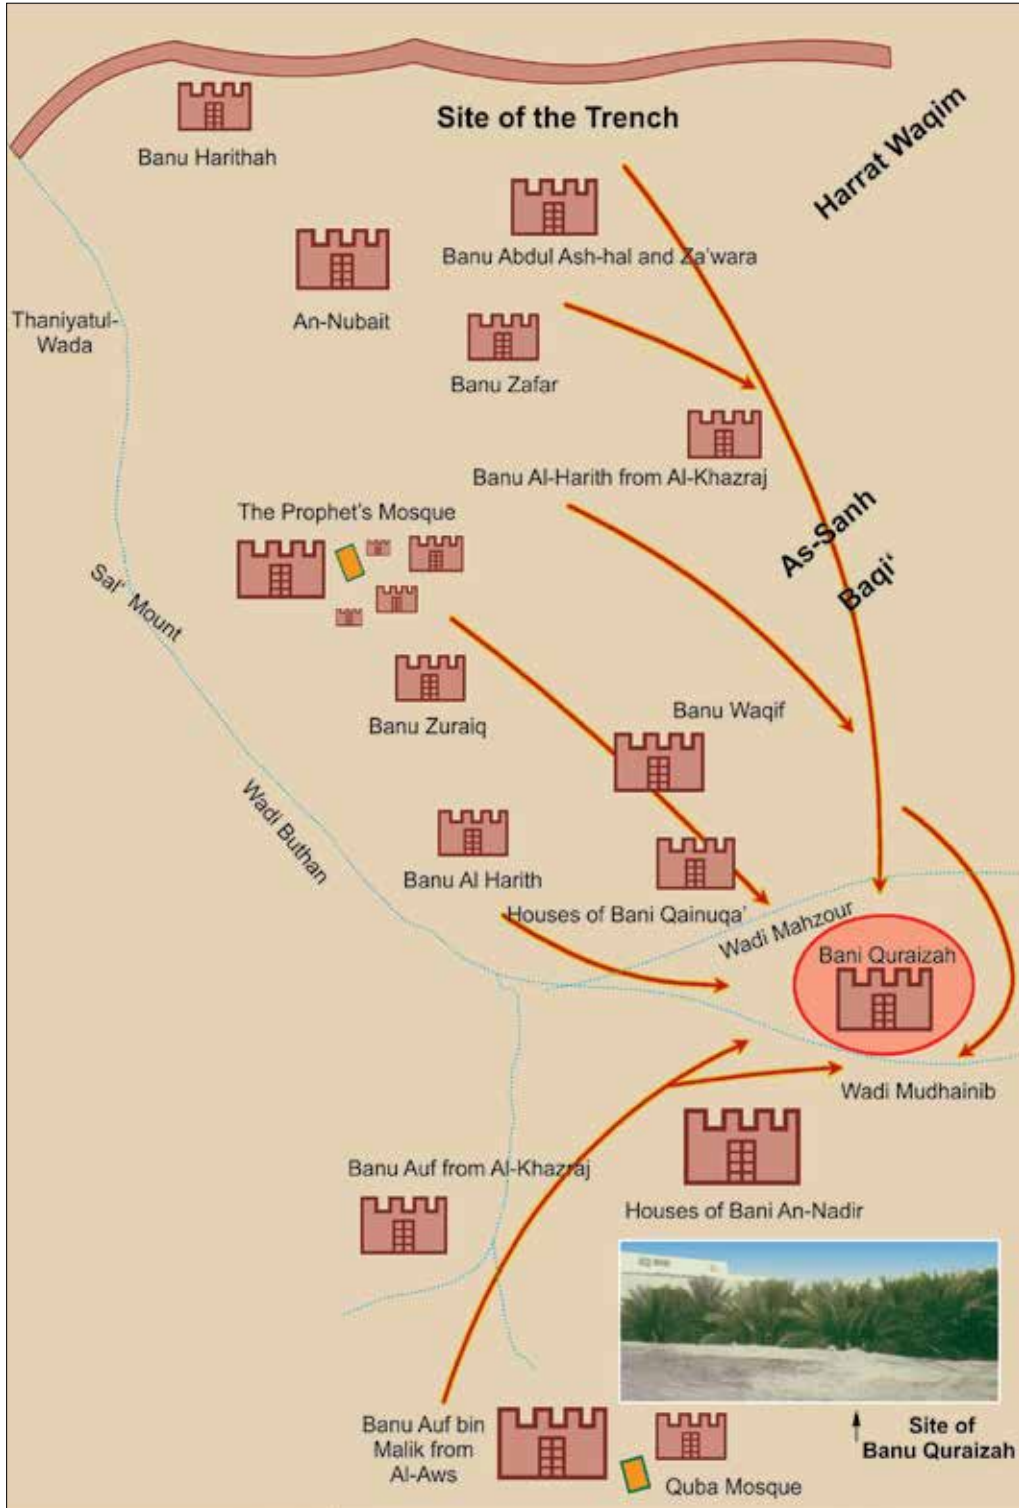 Site of the Trench
Harrat Waqim
Banu Harithah
Banu Abdul Ash-hal and Za'wara
An-Nubait
Thaniyatul-
Wada
Banu Zafar
Banu Al-Harith from Al-Khazraj
The Prophet's Mosque
As-Sanh
Baqi‘
Sal‘ Mount
Banu Zuraiq
Banu Waqif
Wadi Buthan
Banu Al Harith
Houses of Bani Qainuqa’
Wadi Mahzour
Bani Quraizah
Wadi Mudhainib
Banu Auf from Al-Khazraj
Houses of Bani An-Nadir
Banu Auf bin
Malik from
Al-Aws
Quba Mosque
Site of
Banu Quraizah